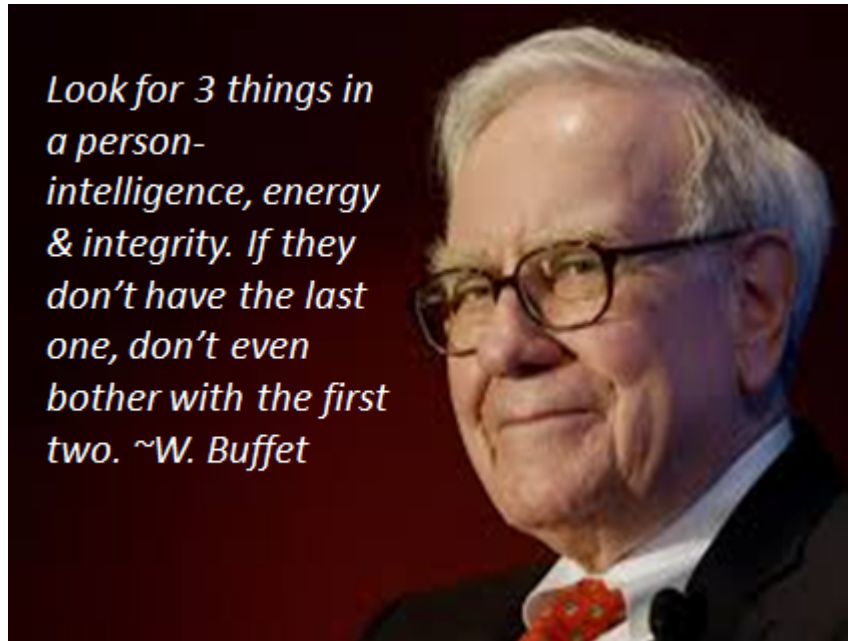 Look for 3 things in
a person-
intelligence, energy
& integrity. If they
don’t have the last
one, don’t even
bother with the first
two. ~W. Buffet